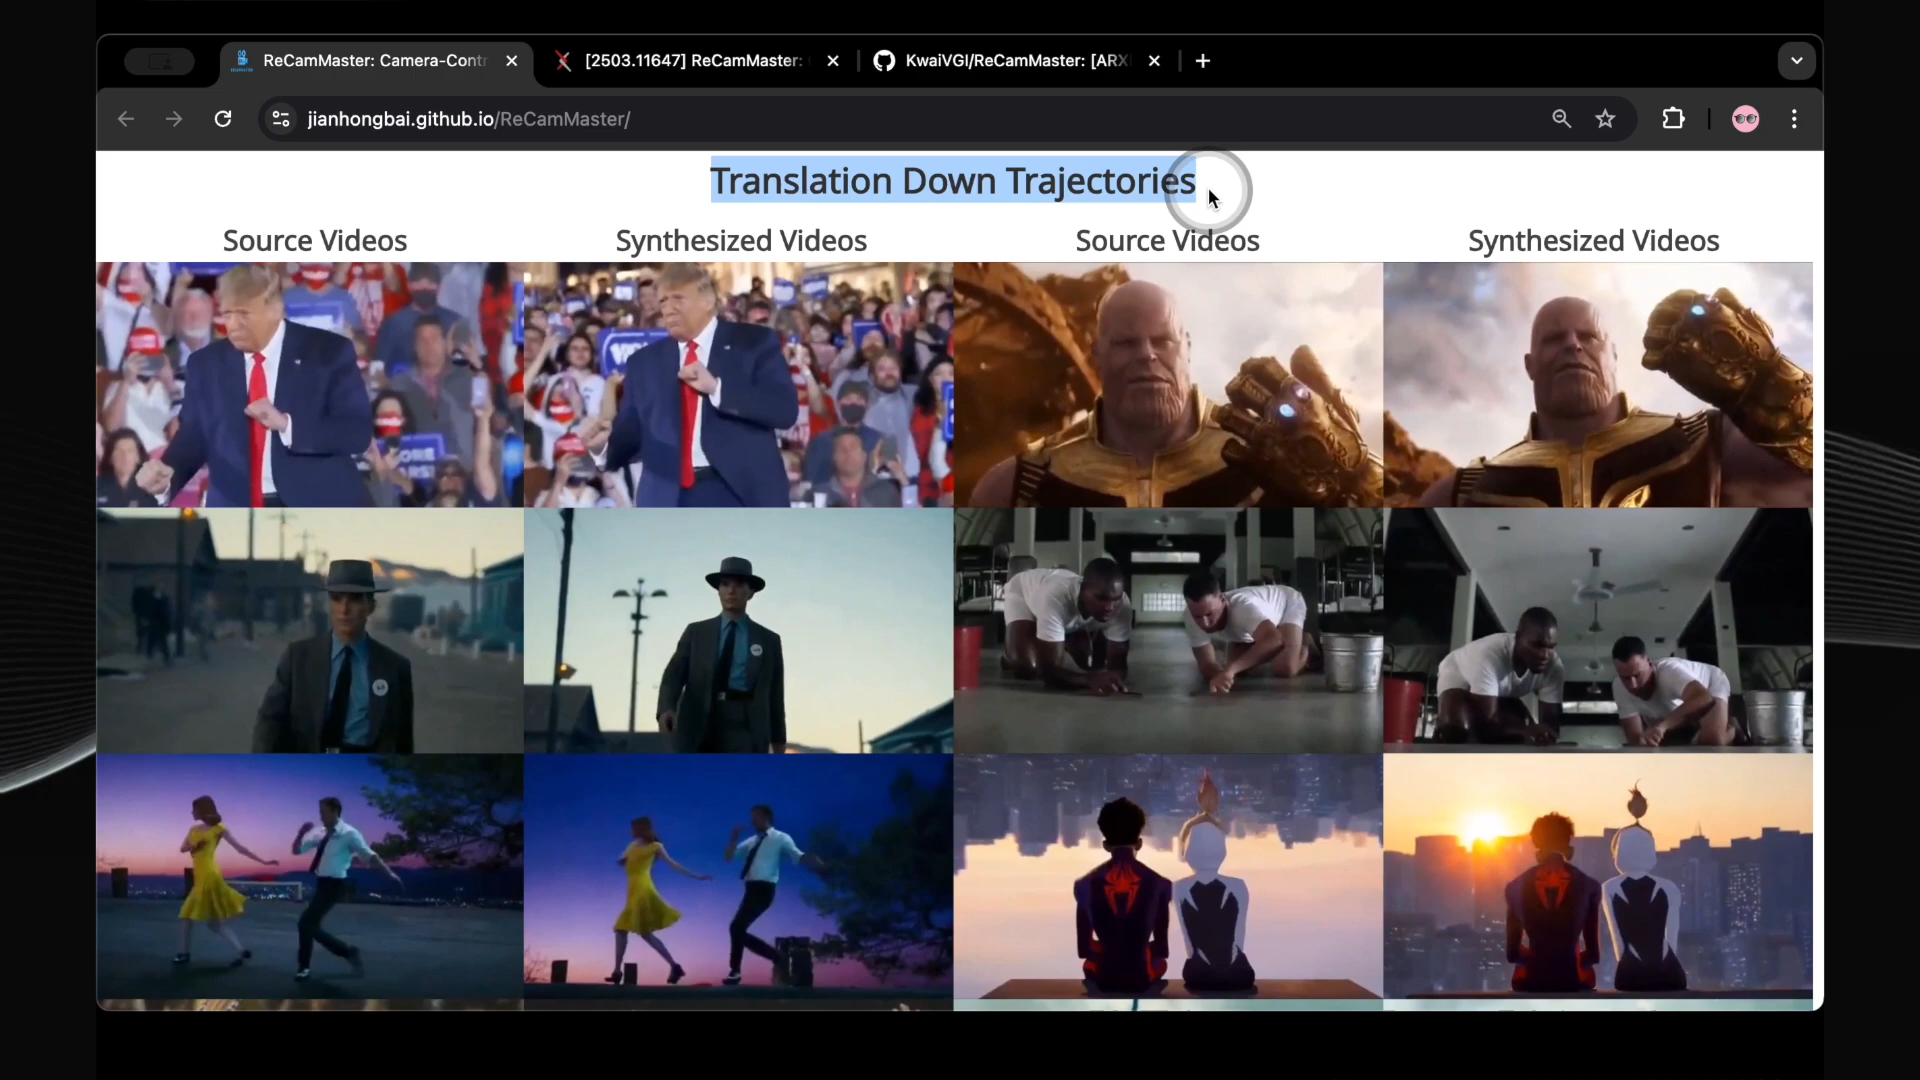 ReCamMaster: Camera-Contr
[2503.11647] ReCamMaster:
KwaiVGI/ReCamMaster: [ARX
jianhongbai.github.io/ReCamMaster/
Translation Down Trajectories
Source Videos
Synthesized Videos
Source Videos
Synthesized Videos